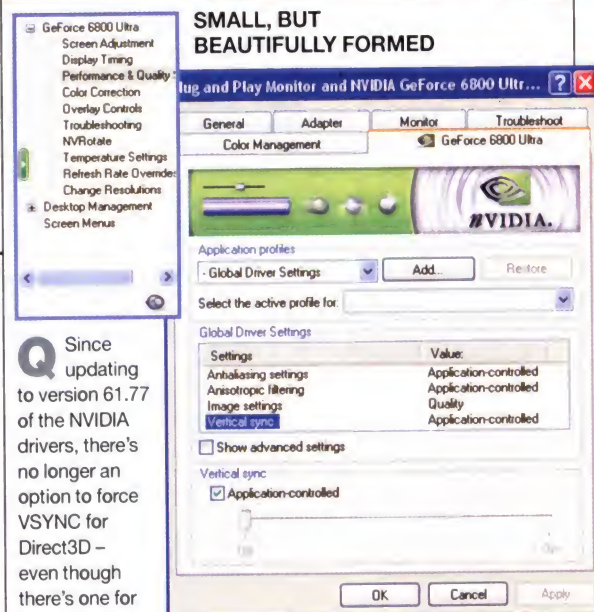 SMALL, BUT
BEAUTIFULLY FORMED
GeForce 6800 Ultra
Screen Adjustment
Display Timing
Performance & Quality
Color Correction
Overlay Controls
Troubleshooting
NVRotate
Temperature Settings
Refresh Rate Overrides
Change Resolutions
Desktop Management
Screen Menus
lug and Play Monitor and NVIDIA GeForce 6800 Ultr...
General Adapter Monitor Troubleshoot
Color Management GeForce 6800 Ultra
NVIDIA.
Application profiles
- Global Driver Settings Add... Restore
Select the active profile for:
Global Driver Settings
Settings Value:
Antialiasing settings Application-controlled
Anisotropic filtering Application-controlled
Image settings Quality
Vertical sync Application-controlled
Show advanced settings
Vertical sync
Application-controlled
Off On
OK Cancel Apply
Q Since
updating
to version 61.77
of the NVIDIA
drivers, there's
no longer an
option to force
VSYNC for
Direct3D –
even though
there's one for